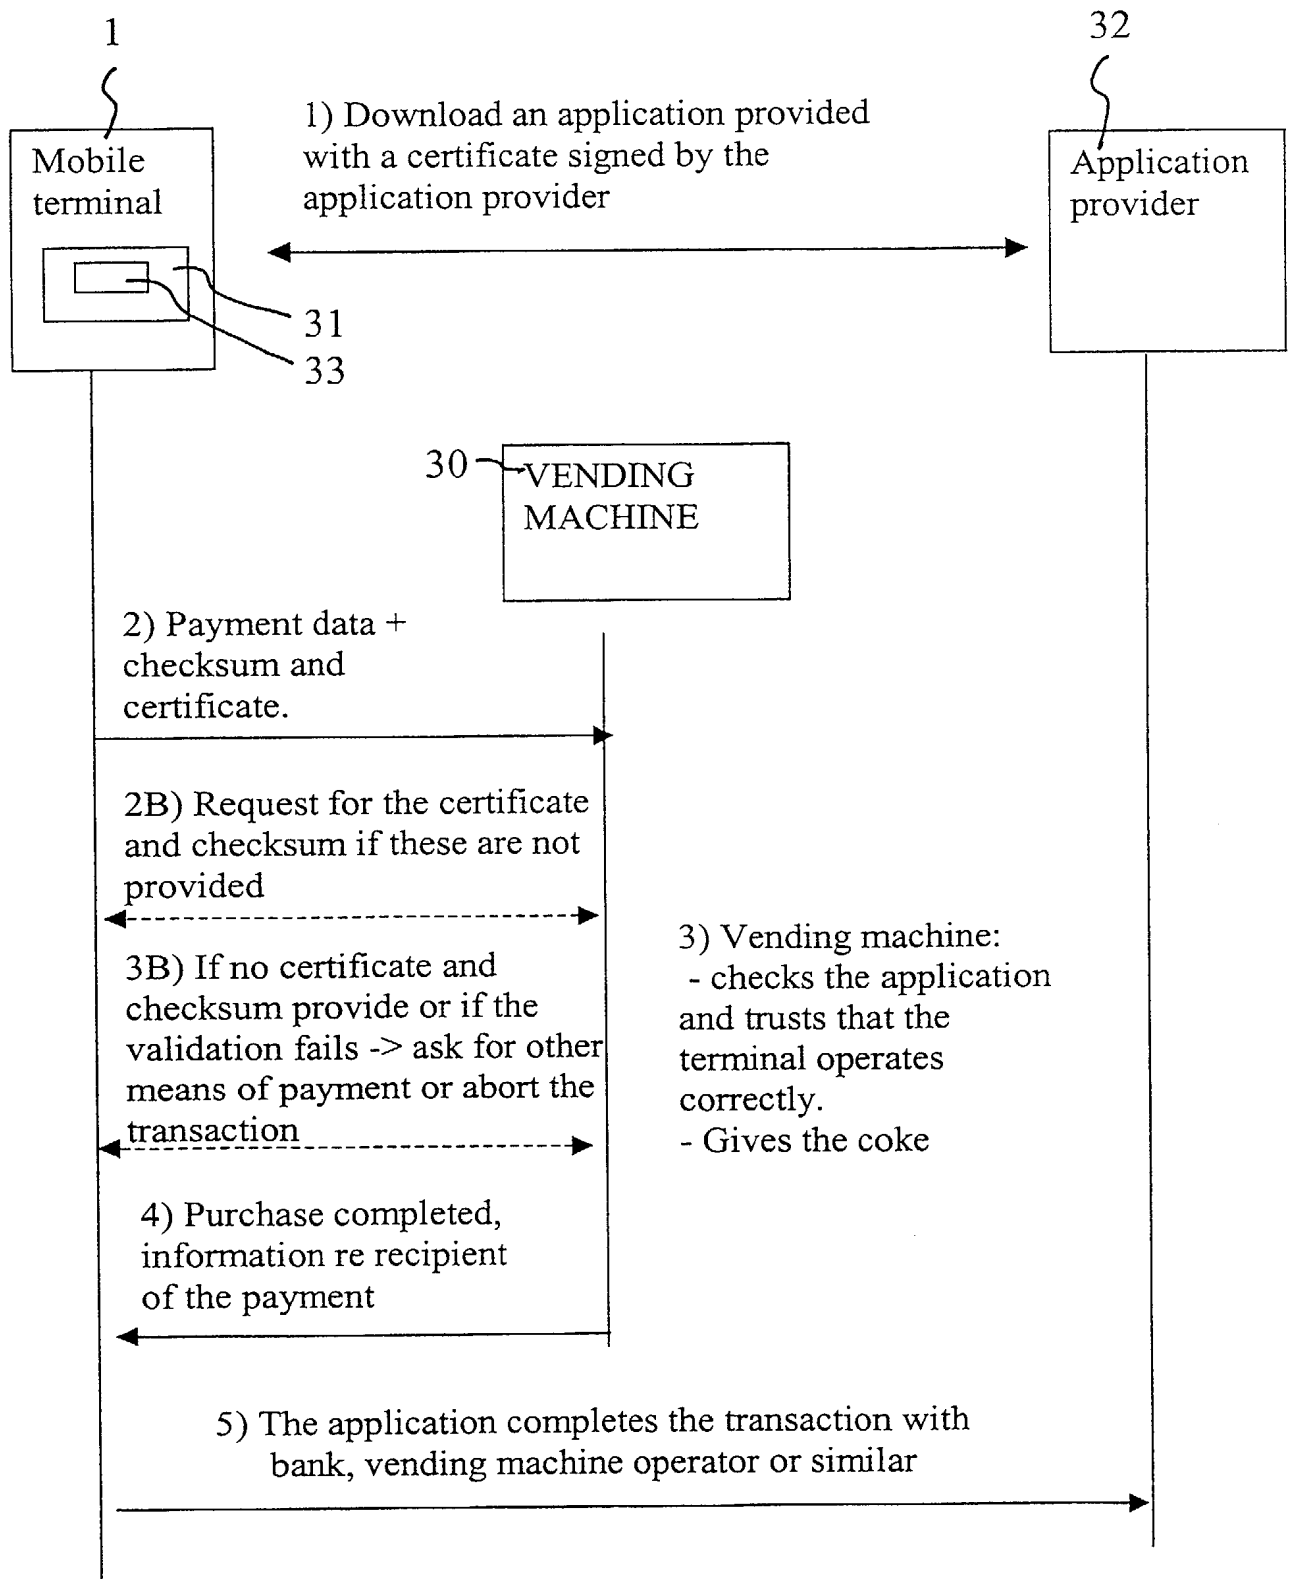 1
32
1) Download an application provided
with a certificate signed by the
application provider
Mobile
terminal
Application
provider
31
33
30
VENDING
MACHINE
2) Payment data +
checksum and
certificate.
2B) Request for the certificate
and checksum if these are not
provided
3B) If no certificate and
checksum provide or if the
validation fails -> ask for other
means of payment or abort the
transaction
3) Vending machine:
- checks the application
and trusts that the
terminal operates
correctly.
- Gives the coke
4) Purchase completed,
information re recipient
of the payment
5) The application completes the transaction with
bank, vending machine operator or similar